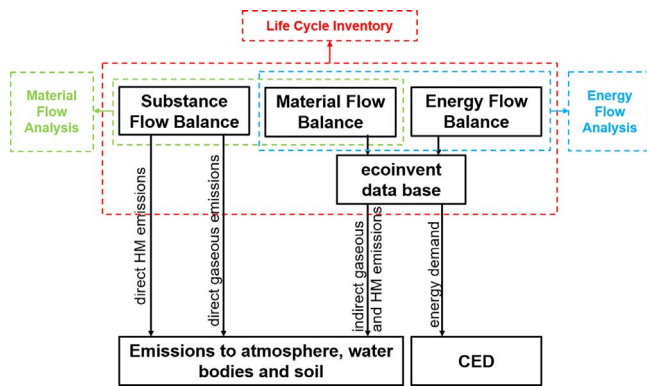 Life Cycle Inventory
Material
Flow
Analysis
Substance
Flow Balance
Material Flow
Balance
Energy Flow
Balance
Energy
Flow
Analysis
ecoinvent
data base
direct HM emissions
direct gaseous emissions
indirect gaseous
and HM emissions
energy demand
Emissions to atmosphere, water
bodies and soil
CED